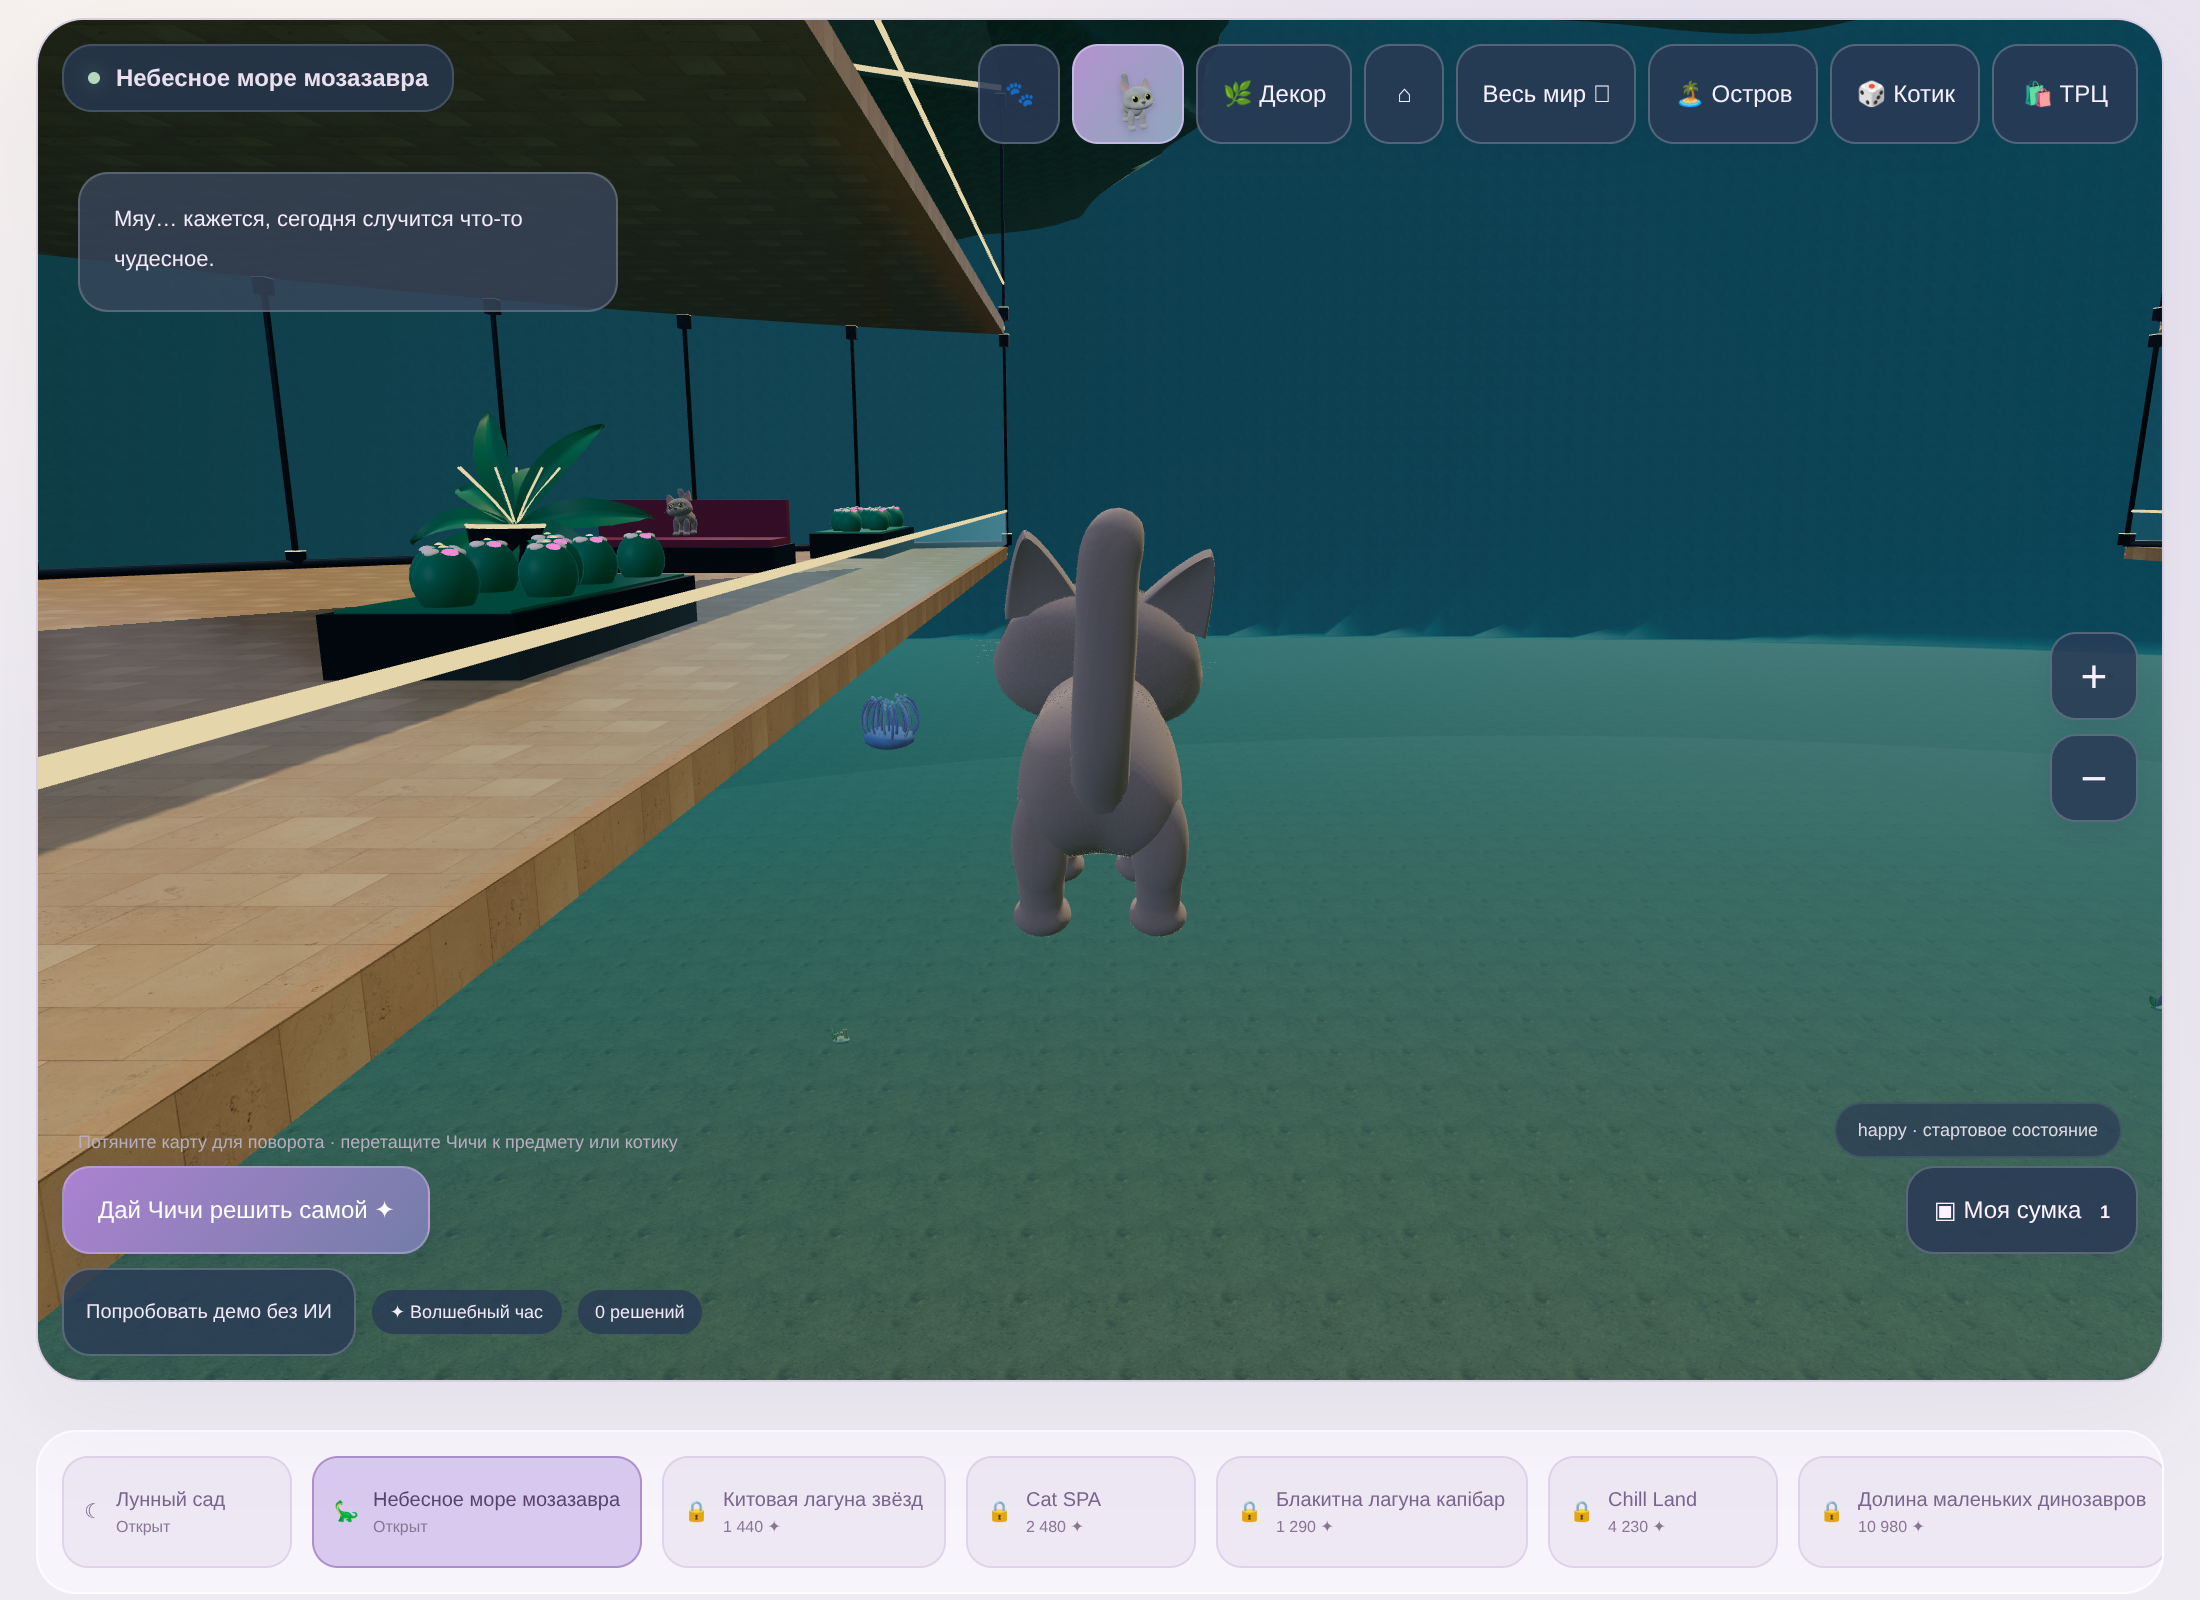 Небесное море мозазавра
Декор
Весь мир
Остров
Котик
ТРЦ
Мяу… кажется, сегодня случится что-то
чудесное.
+
−
Потяните карту для поворота · перетащите Чичи к предмету или котику
happy · стартовое состояние
Дай Чичи решить самой ✦
Моя сумка 1
Попробовать демо без ИИ
✦ Волшебный час
0 решений
Лунный сад
Открыт
Небесное море мозазавра
Открыт
Китовая лагуна звёзд
1 440 ✦
Cat SPA
2 480 ✦
Блакитна лагуна капібар
1 290 ✦
Chill Land
4 230 ✦
Долина маленьких динозавров
10 980 ✦